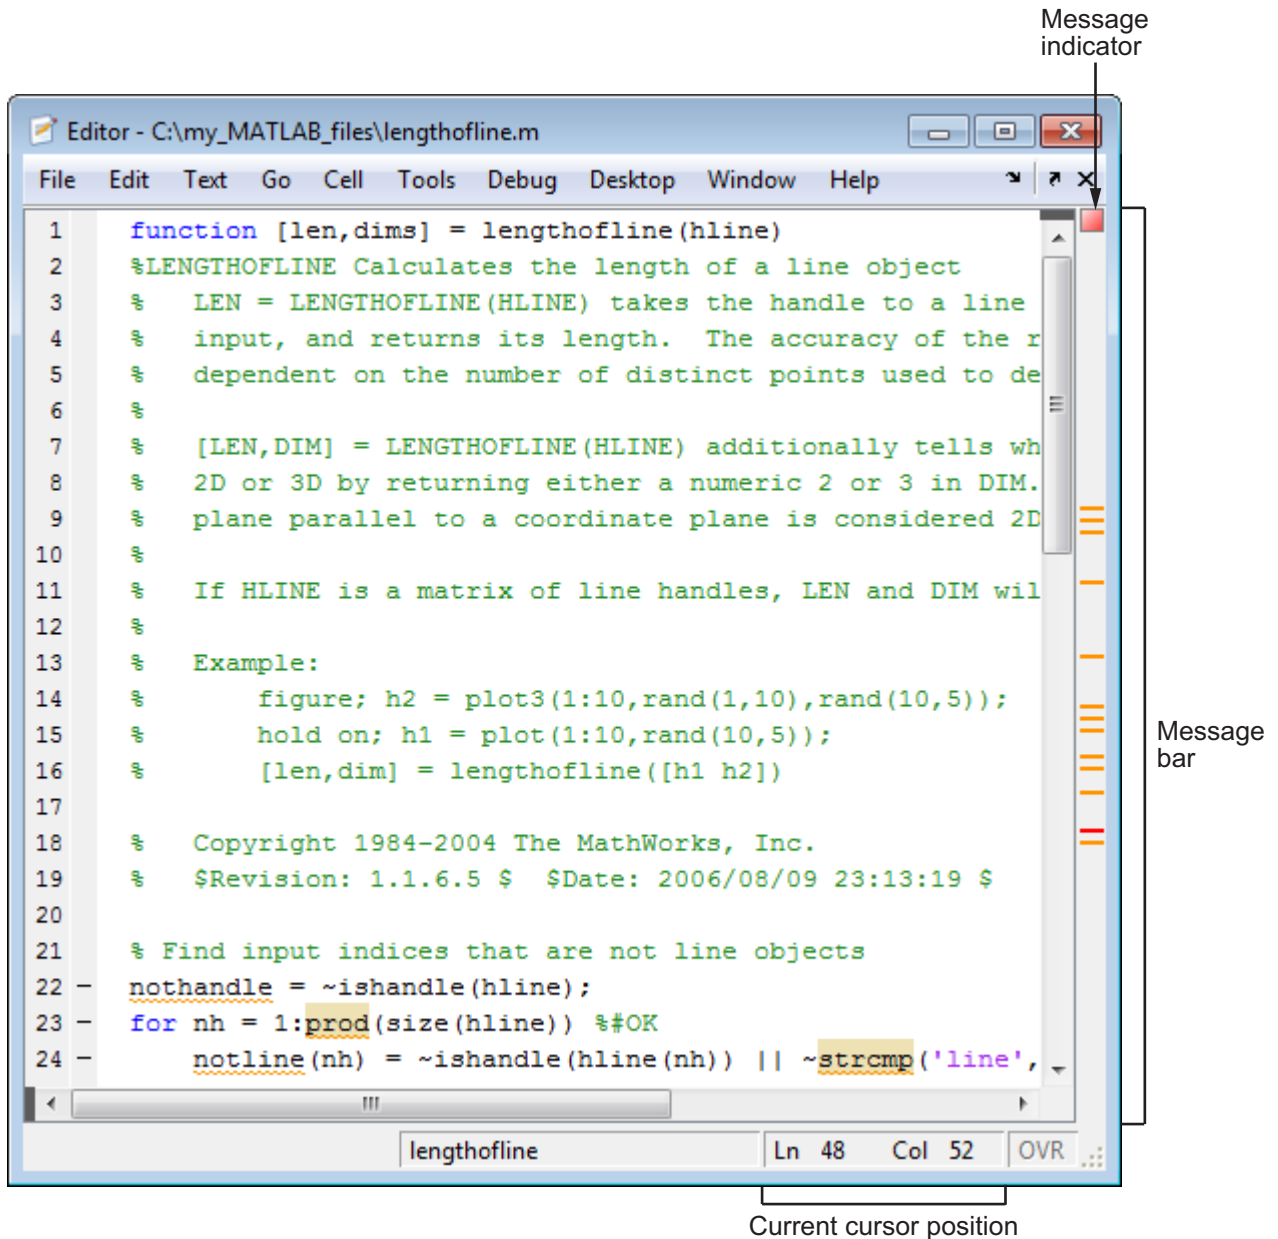 Message
indicator
Editor - C:\my_MATLAB_files\lengthofline.m
File Edit Text Go Cell Tools Debug Desktop Window Help
1 function [len,dims] = lengthofline(hline)
2 %LENGTHOFLINE Calculates the length of a line object
3 %   LEN = LENGTHOFLINE(HLINE) takes the handle to a line
4 %   input, and returns its length.  The accuracy of the r
5 %   dependent on the number of distinct points used to de
6 %
7 %   [LEN,DIM] = LENGTHOFLINE(HLINE) additionally tells wh
8 %   2D or 3D by returning either a numeric 2 or 3 in DIM.
9 %   plane parallel to a coordinate plane is considered 2D
10 %
11 %   If HLINE is a matrix of line handles, LEN and DIM wil
12 %
13 %   Example:
14 %       figure; h2 = plot3(1:10,rand(1,10),rand(10,5));
15 %       hold on; h1 = plot(1:10,rand(10,5));
16 %       [len,dim] = lengthofline([h1 h2])
17
18 %   Copyright 1984-2004 The MathWorks, Inc.
19 %   $Revision: 1.1.6.5 $  $Date: 2006/08/09 23:13:19 $
20
21 % Find input indices that are not line objects
22 – nothandle = ~ishandle(hline);
23 – for nh = 1:prod(size(hline)) %#OK
24 –     notline(nh) = ~ishandle(hline(nh)) || ~strcmp('line',
Message
bar
lengthofline Ln 48 Col 52 OVR
Current cursor position